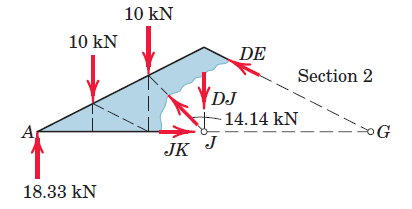 10 kN
10 kN
DE
Section 2
DJ
14.14 kN
A
JK
J
G
18.33 kN